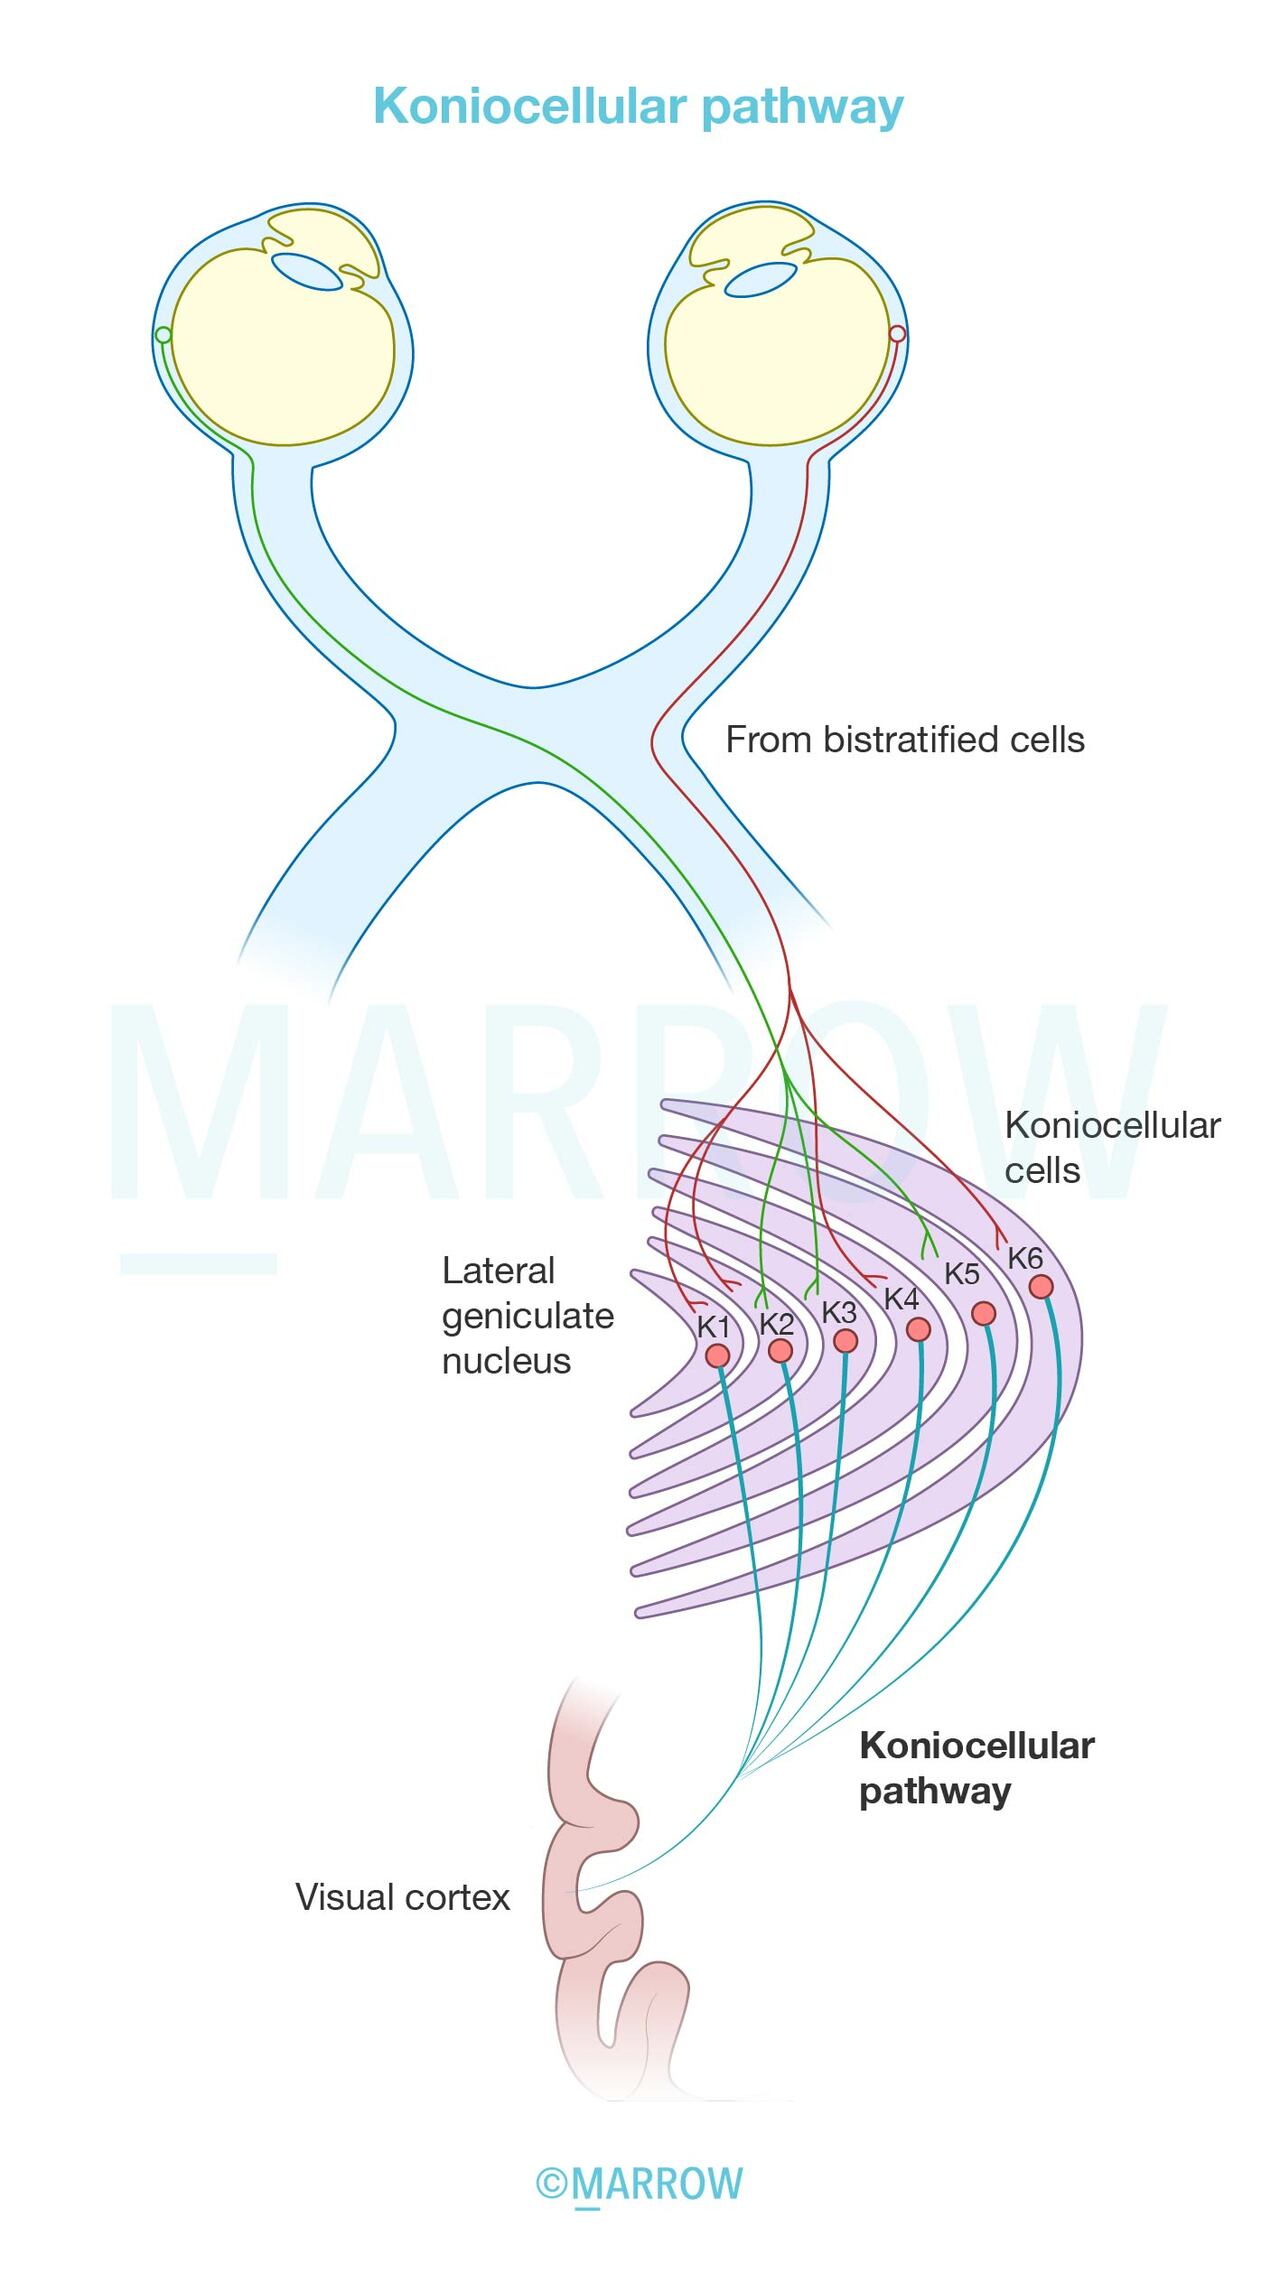 Koniocellular pathway
From bistratified cells
MARROW
Koniocellular
cells
Lateral
geniculate
nucleus
K1
K2
K3
K4
K5
K6
Koniocellular
pathway
Visual cortex
©MARROW